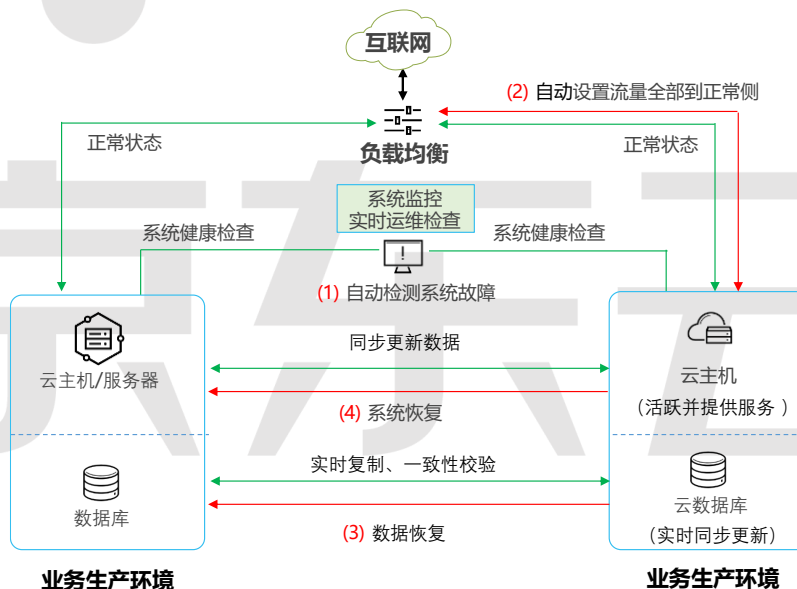 互联网
(2) 自动设置流量全部到正常侧
正常状态
负载均衡
正常状态
系统监控
实时运维检查
系统健康检查
系统健康检查
(1) 自动检测系统故障
同步更新数据
云主机/服务器
云主机
(活跃并提供服务 )
(4) 系统恢复
实时复制、一致性校验
数据库
云数据库
(实时同步更新)
(3) 数据恢复
业务生产环境
业务生产环境